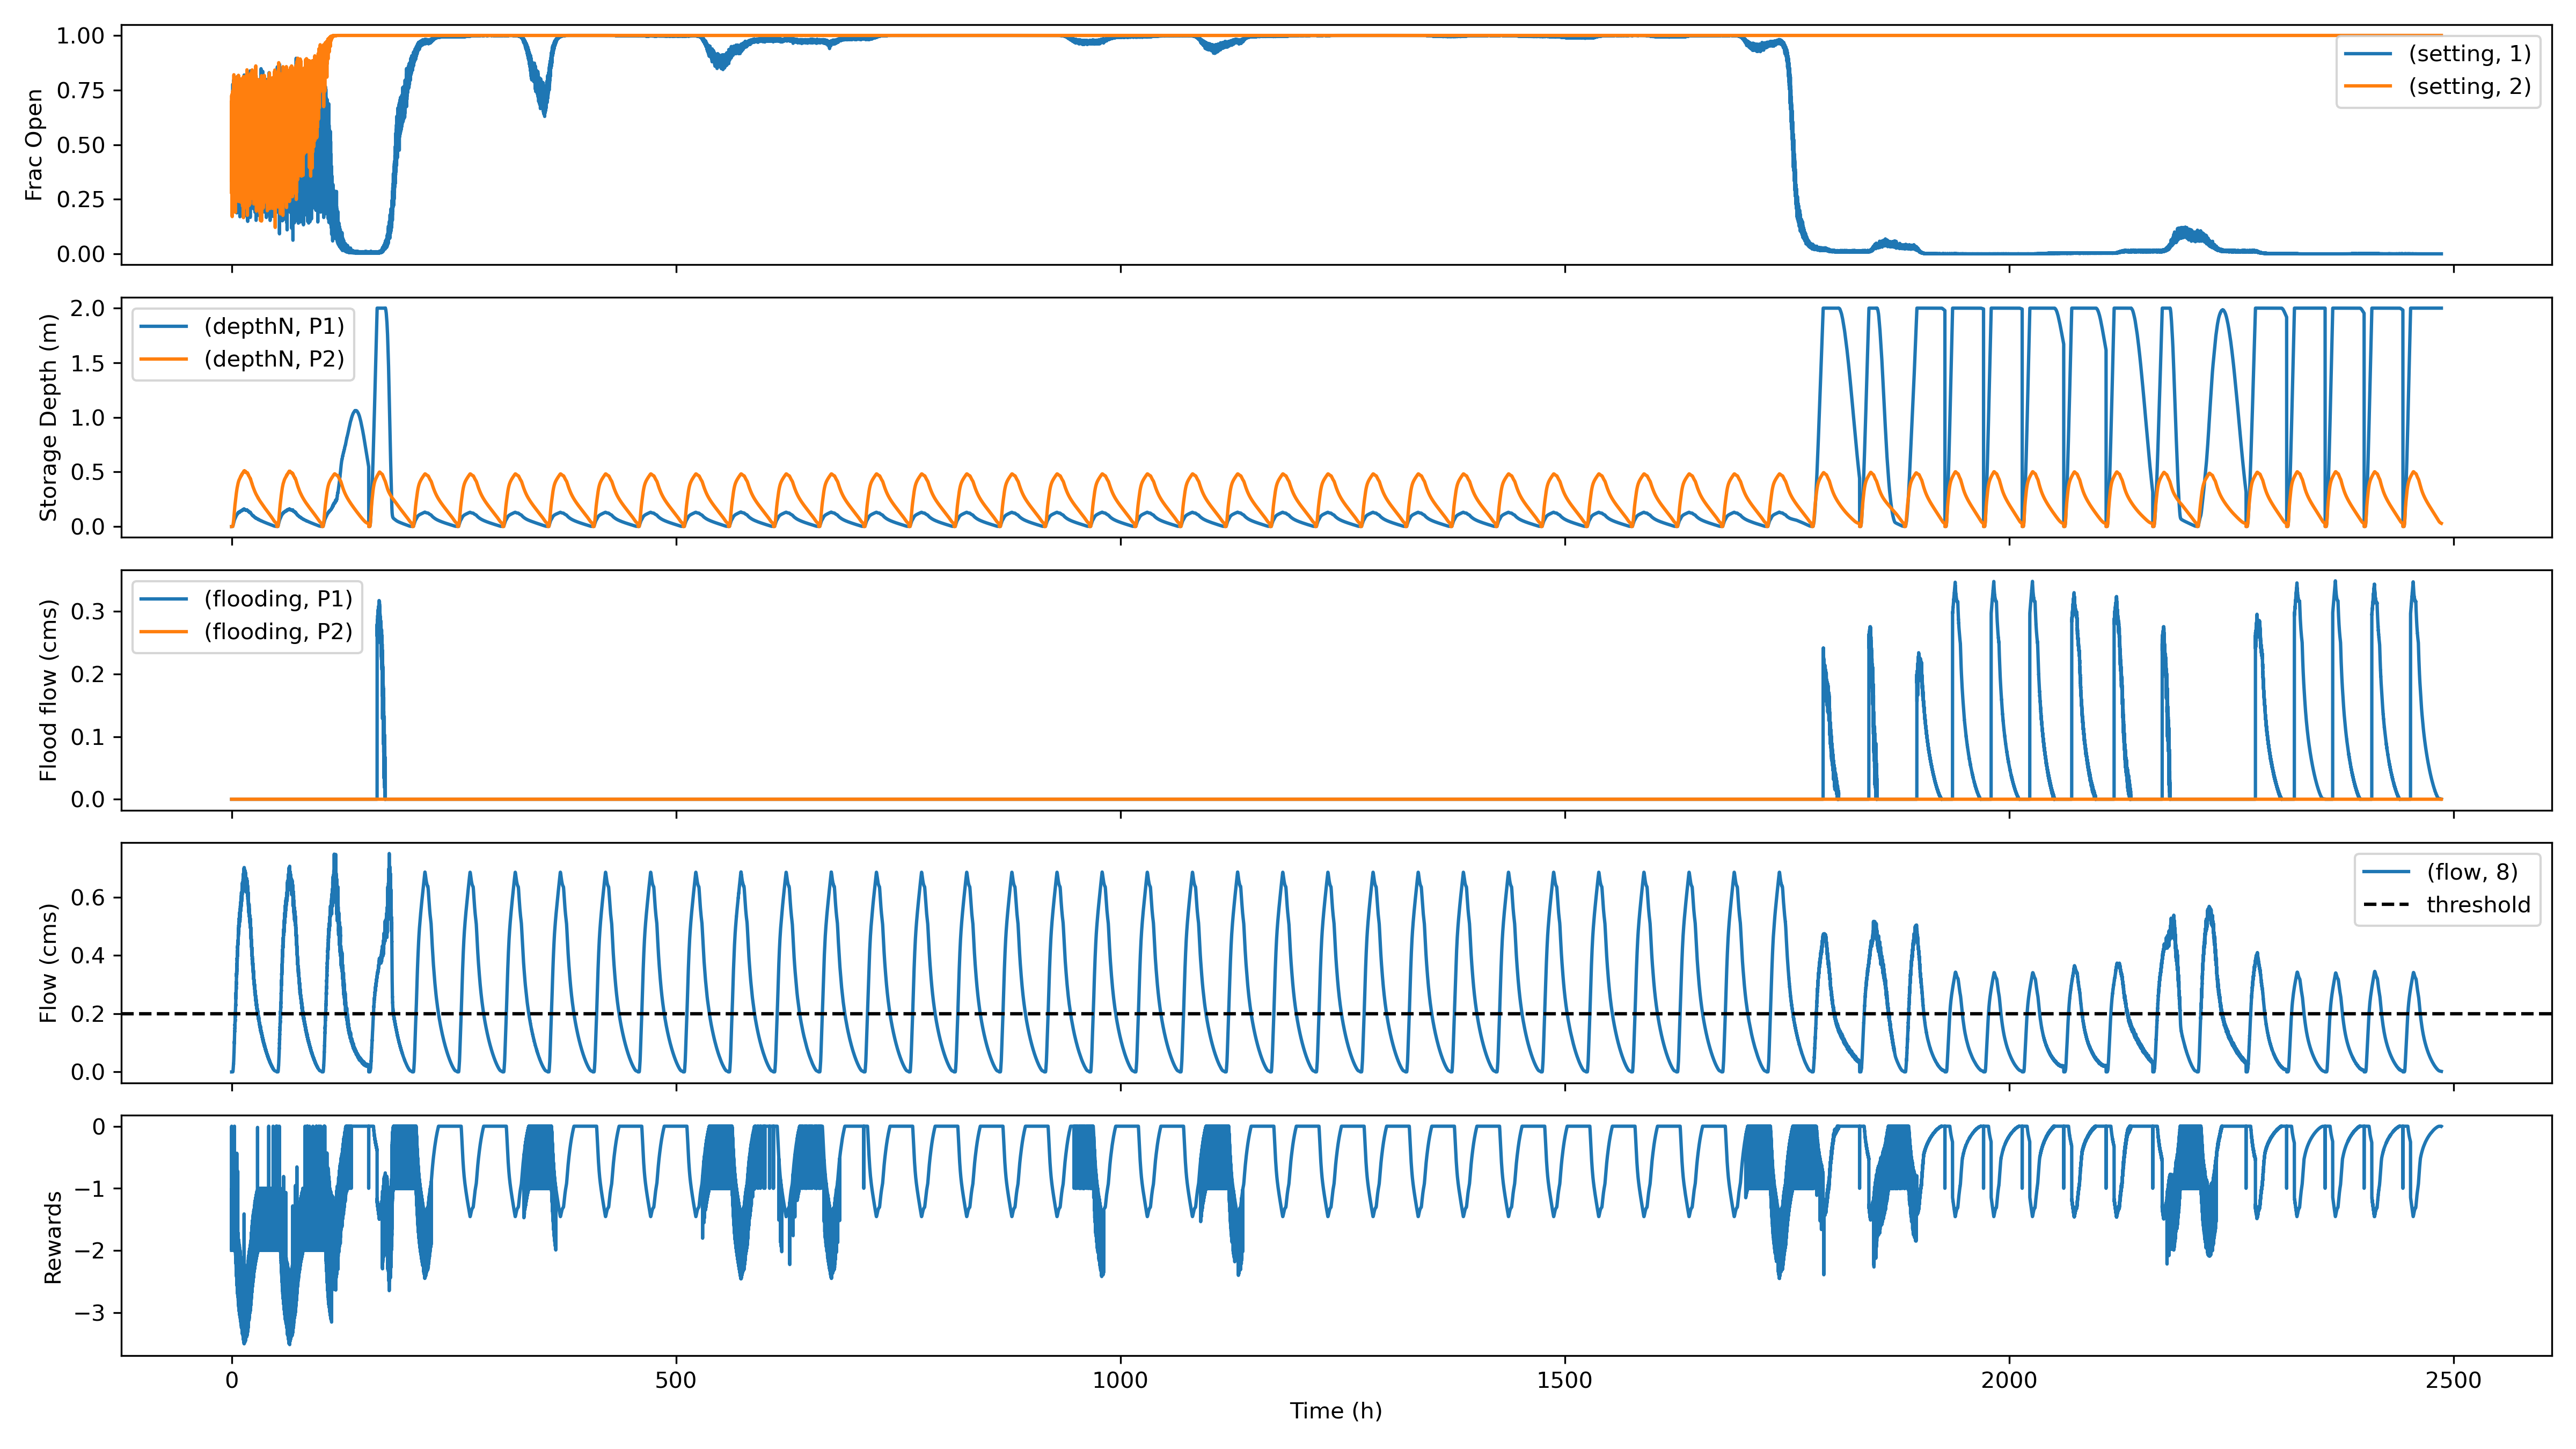 1.00
0.75
0.50
0.25
0.00
Frac Open
(setting, 1)
(setting, 2)
2.0
1.5
1.0
0.5
0.0
Storage Depth (m)
(depthN, P1)
(depthN, P2)
0.3
0.2
0.1
0.0
Flood flow (cms)
(flooding, P1)
(flooding, P2)
0.6
0.4
0.2
0.0
Flow (cms)
(flow, 8)
threshold
0
−1
−2
−3
Rewards
0
500
1000
1500
2000
2500
Time (h)